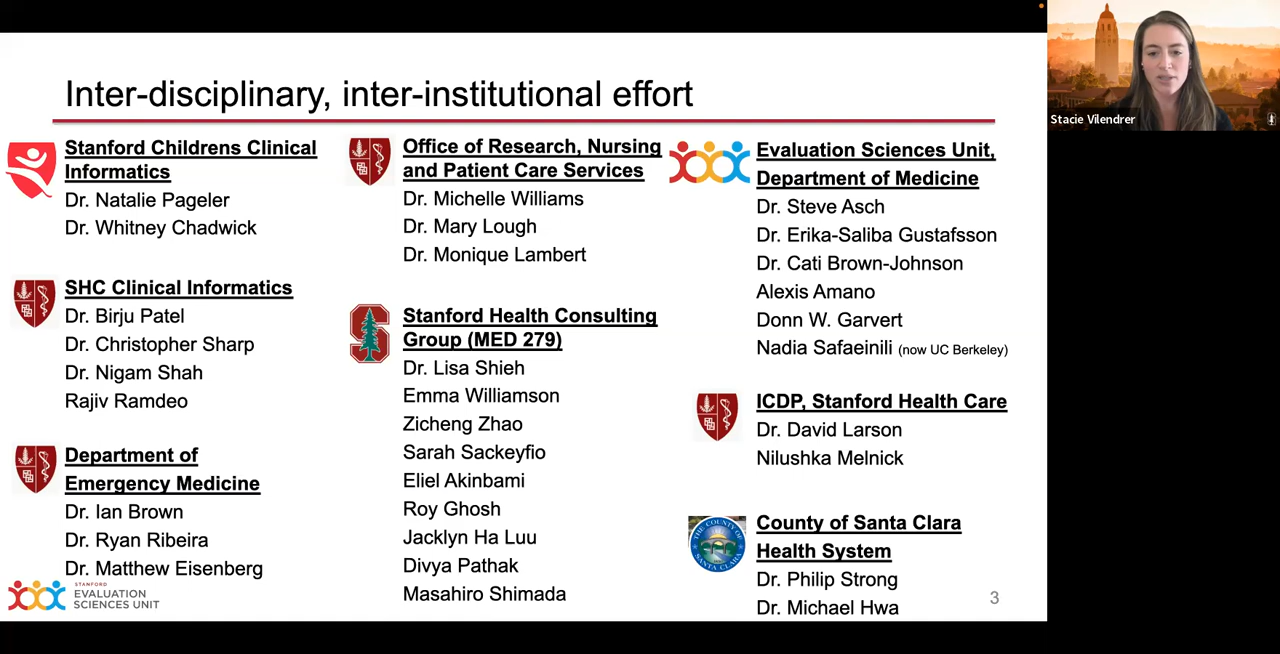 Inter-disciplinary, inter-institutional effort
Stanford Childrens Clinical
Informatics
Dr. Natalie Pageler
Dr. Whitney Chadwick
SHC Clinical Informatics
Dr. Birju Patel
Dr. Christopher Sharp
Dr. Nigam Shah
Rajiv Ramdeo
Department of
Emergency Medicine
Dr. Ian Brown
Dr. Ryan Ribeira
Dr. Matthew Eisenberg
STANFORD
EVALUATION
SCIENCES UNIT
Office of Research, Nursing
and Patient Care Services
Dr. Michelle Williams
Dr. Mary Lough
Dr. Monique Lambert
Stanford Health Consulting
Group (MED 279)
Dr. Lisa Shieh
Emma Williamson
Zicheng Zhao
Sarah Sackeyfio
Eliel Akinbami
Roy Ghosh
Jacklyn Ha Luu
Divya Pathak
Masahiro Shimada
Evaluation Sciences Unit,
Department of Medicine
Dr. Steve Asch
Dr. Erika-Saliba Gustafsson
Dr. Cati Brown-Johnson
Alexis Amano
Donn W. Garvert
Nadia Safaeinili (now UC Berkeley)
ICDP, Stanford Health Care
Dr. David Larson
Nilushka Melnick
THE COUNTY OF
SANTA CLARA
County of Santa Clara
Health System
Dr. Philip Strong
Dr. Michael Hwa
3
Stacie Vilendrer